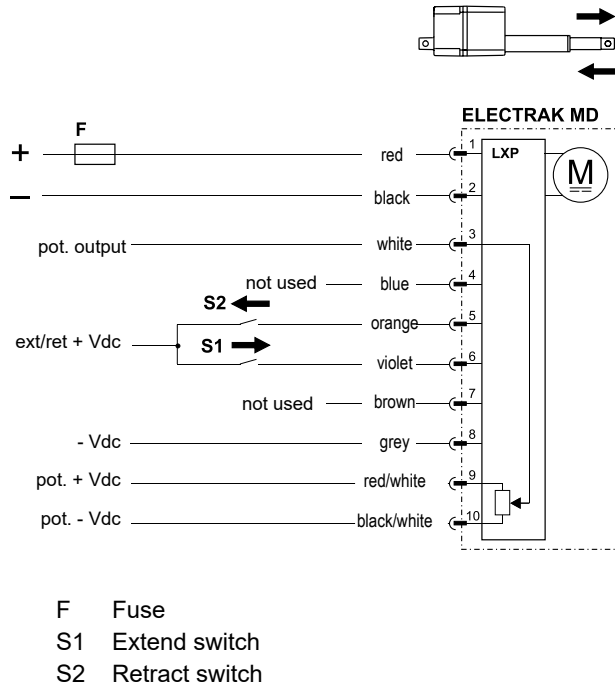 ELECTRAK MD
F
+ red 1 LXP M
− black 2
pot. output white 3
not used blue 4
S2 orange 5
ext/ret + Vdc S1 violet 6
not used brown 7
- Vdc grey 8
pot. + Vdc red/white 9
pot. - Vdc black/white 10
F Fuse
S1 Extend switch
S2 Retract switch